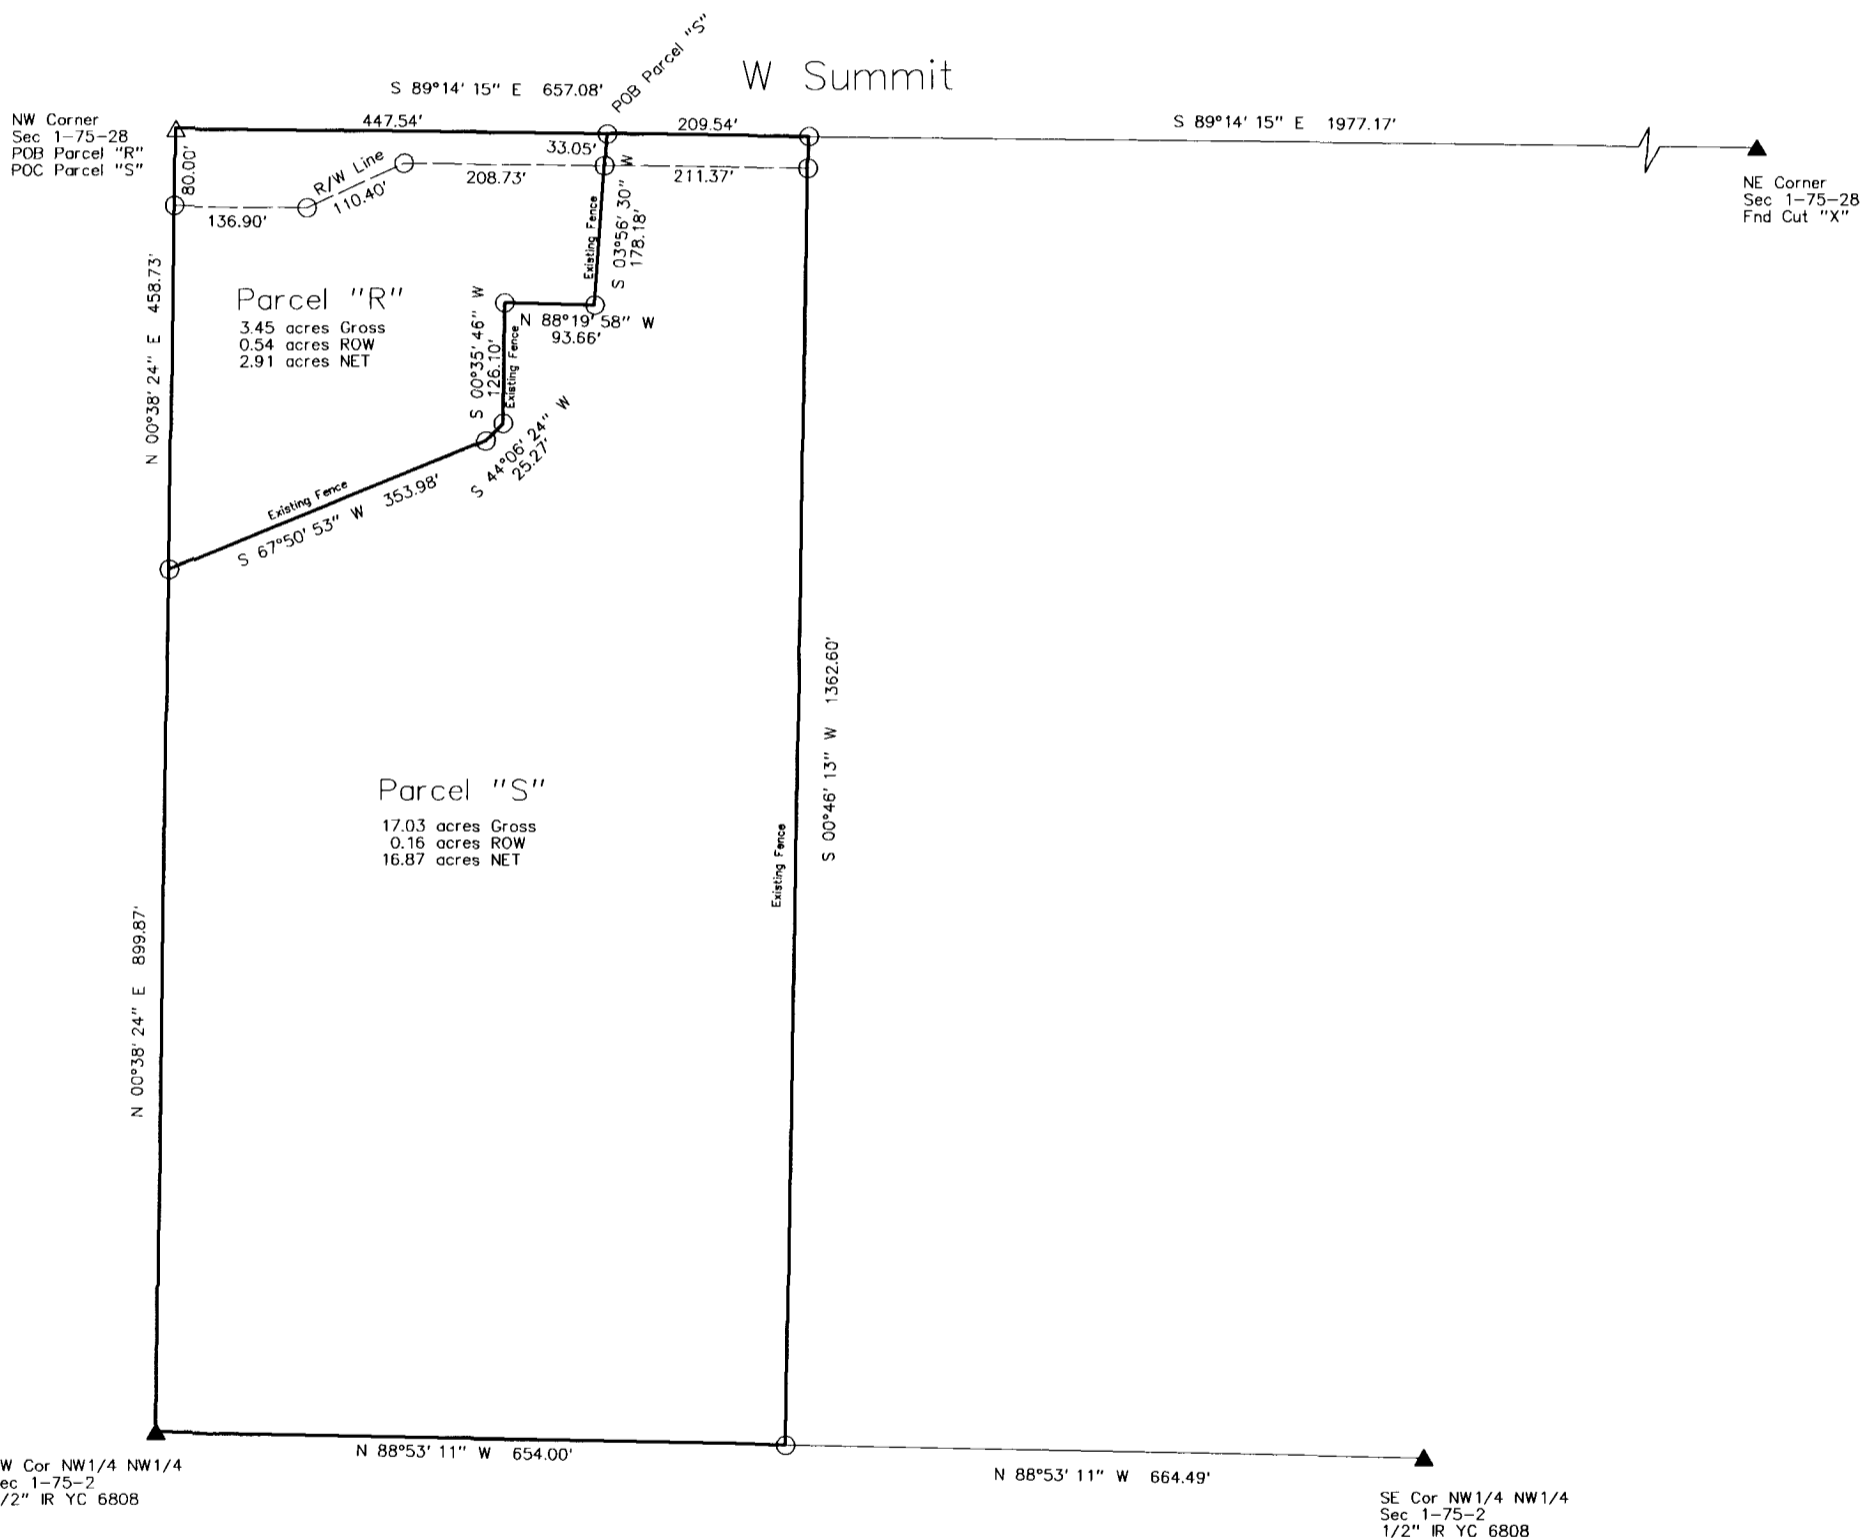 POB Parcel "S"
W Summit
S 89°14' 15" E 657.08'
NW Corner
Sec 1-75-28
POB Parcel "R"
POC Parcel "S"
447.54'
209.54'
S 89°14' 15" E 1977.17'
NE Corner
Sec 1-75-28
Fnd Cut "X"
80.00'
R/W Line
110.40'
136.90'
33.05'
208.73'
211.37'
Existing Fence
S 03°56' 30" W
178.18'
N 88°19' 58" W
93.66'
S 00°35' 46" W
126.10'
Existing Fence
S 44°06' 24" W
25.27'
N 00°38' 24" E 458.73'
Parcel "R"
3.45 acres Gross
0.54 acres ROW
2.91 acres NET
Existing Fence
S 67°50' 53" W 353.98'
S 00°46' 13" W 1362.60'
Existing Fence
Parcel "S"
17.03 acres Gross
0.16 acres ROW
16.87 acres NET
N 00°38' 24" E 899.87'
W Cor NW1/4 NW1/4
ec 1-75-2
/2" IR YC 6808
N 88°53' 11" W 654.00'
N 88°53' 11" W 664.49'
SE Cor NW1/4 NW1/4
Sec 1-75-2
1/2" IR YC 6808